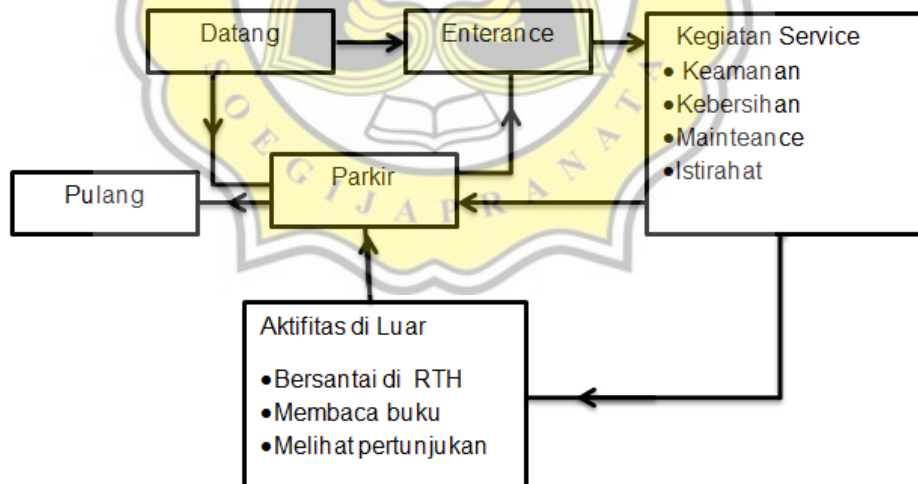 Datang
Enterance
Kegiatan Service
• Keamanan
• Kebersihan
• Mainteance
• Istirahat
Parkir
Pulang
SOEGIJAPRANATA
Aktifitas di Luar
• Bersantai di RTH
• Membaca buku
• Melihat pertunjukan